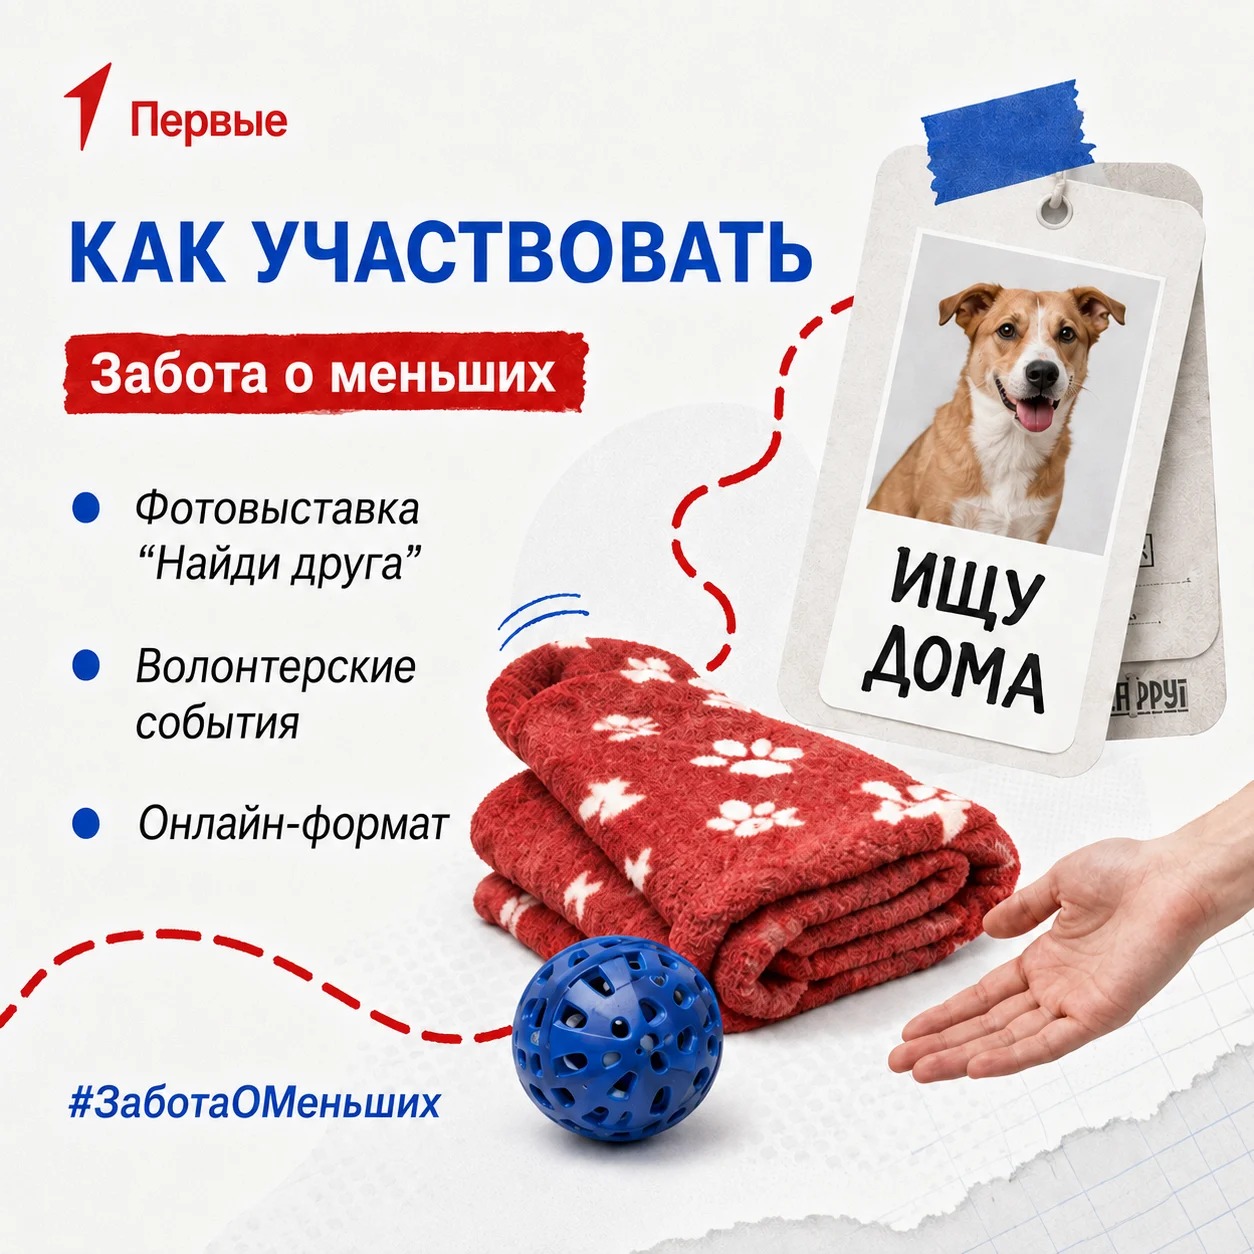 Первые
КАК УЧАСТВОВАТЬ
Забота о меньших
Фотовыставка
“Найди друга”
Волонтерские
события
Онлайн-формат
#ЗаботаОМеньших
ИЩУ
ДОМА